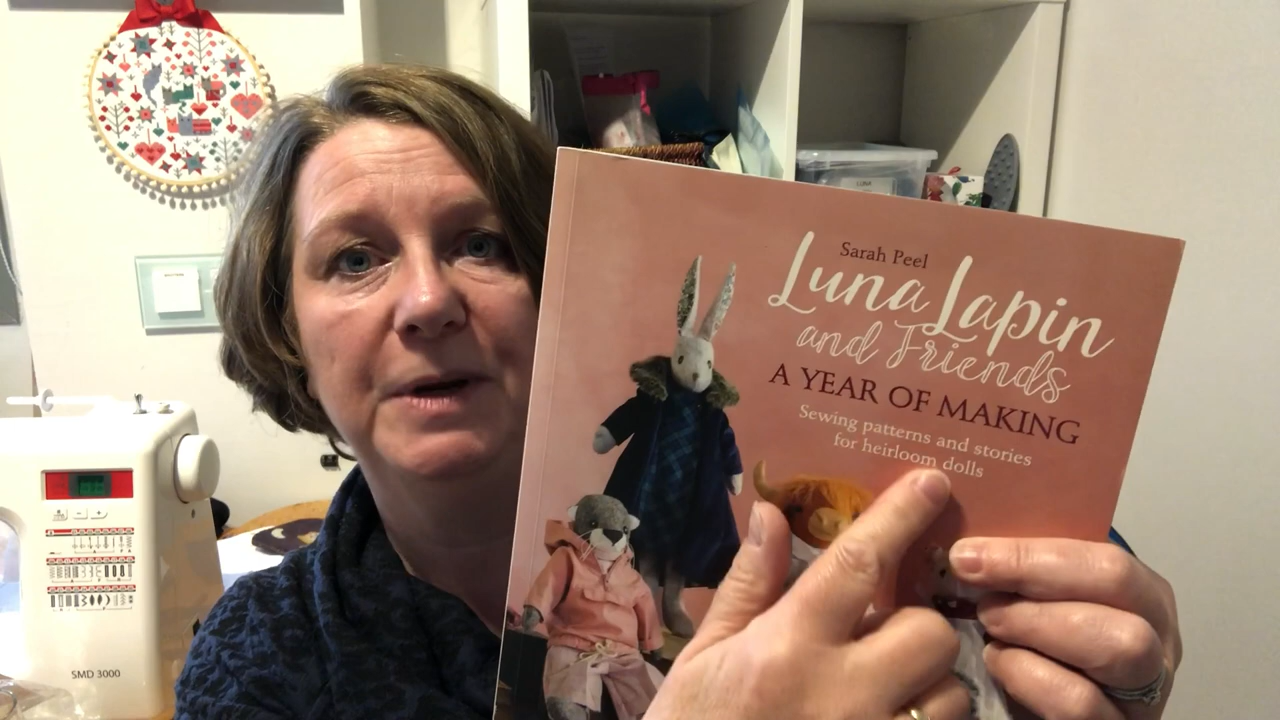 Sarah Peel
Luna Lapin
and Friends
A YEAR OF MAKING
Sewing patterns and stories
for heirloom dolls
SMD 3000